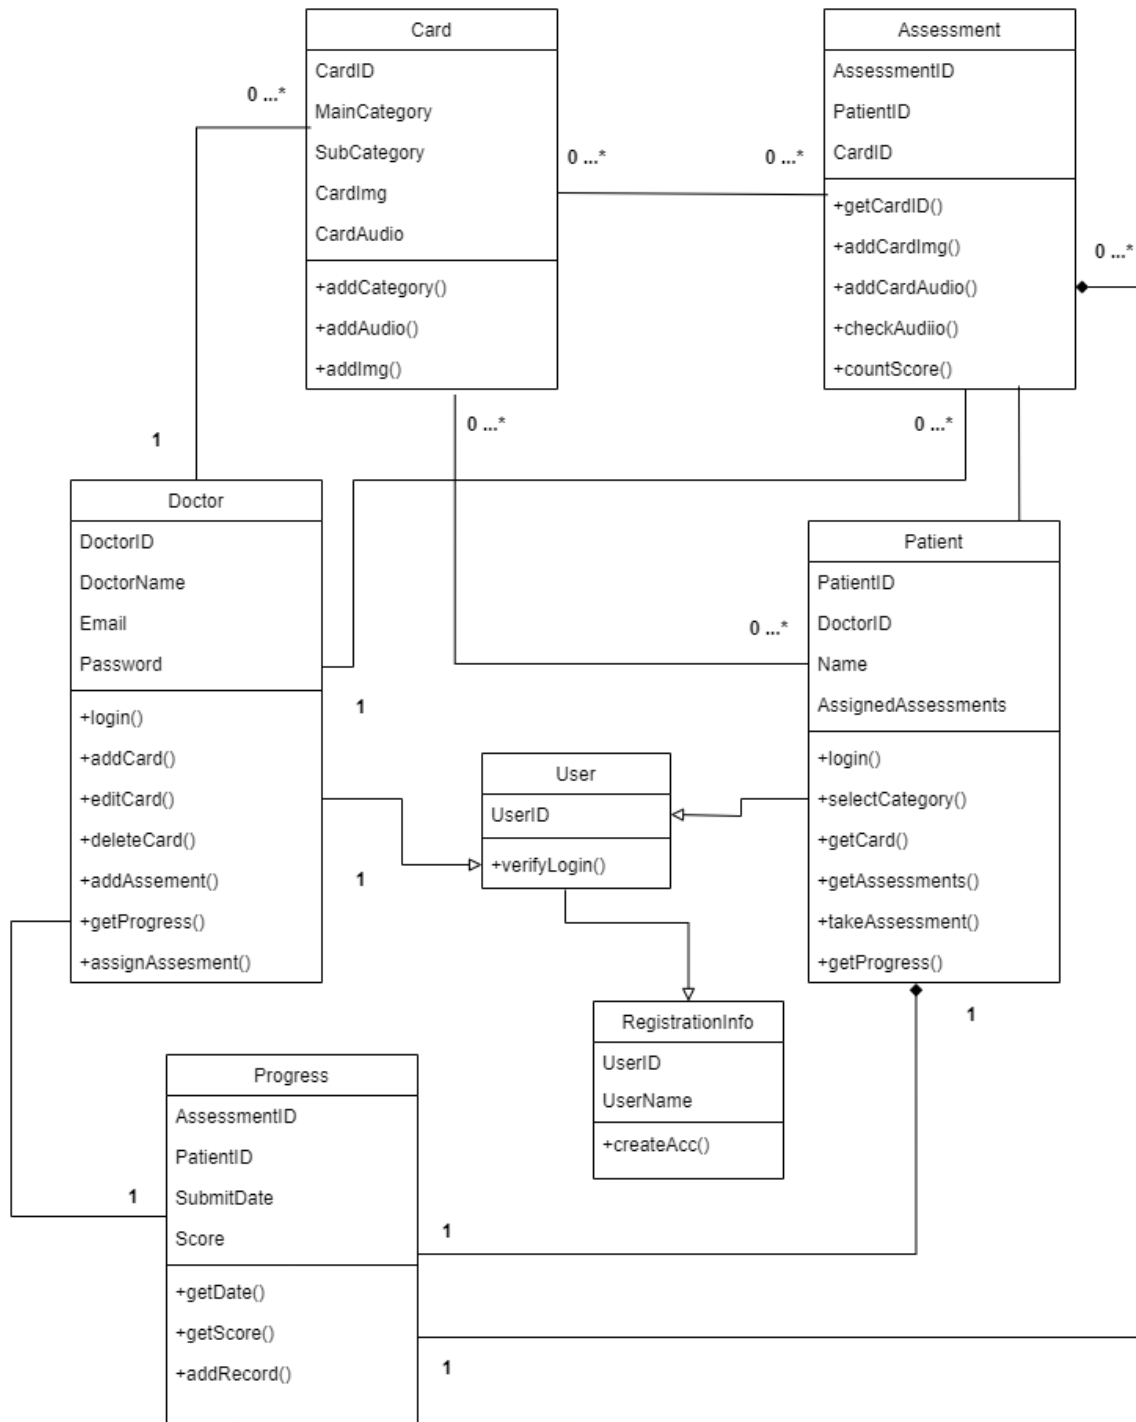 Card
CardID
MainCategory
SubCategory
CardImg
CardAudio
+addCategory()
+addAudio()
+addImg()
Assessment
AssessmentID
PatientID
CardID
+getCardID()
+addCardImg()
+addCardAudio()
+checkAudiio()
+countScore()
0 ...*
0 ...*
0 ...*
0 ...*
0 ...*
0 ...*
1
Doctor
DoctorID
DoctorName
Email
Password
+login()
+addCard()
+editCard()
+deleteCard()
+addAssement()
+getProgress()
+assignAssesment()
Patient
PatientID
DoctorID
Name
AssignedAssessments
+login()
+selectCategory()
+getCard()
+getAssessments()
+takeAssessment()
+getProgress()
0 ...*
1
1
User
UserID
+verifyLogin()
RegistrationInfo
UserID
UserName
+createAcc()
1
Progress
AssessmentID
PatientID
SubmitDate
Score
+getDate()
+getScore()
+addRecord()
1
1
1